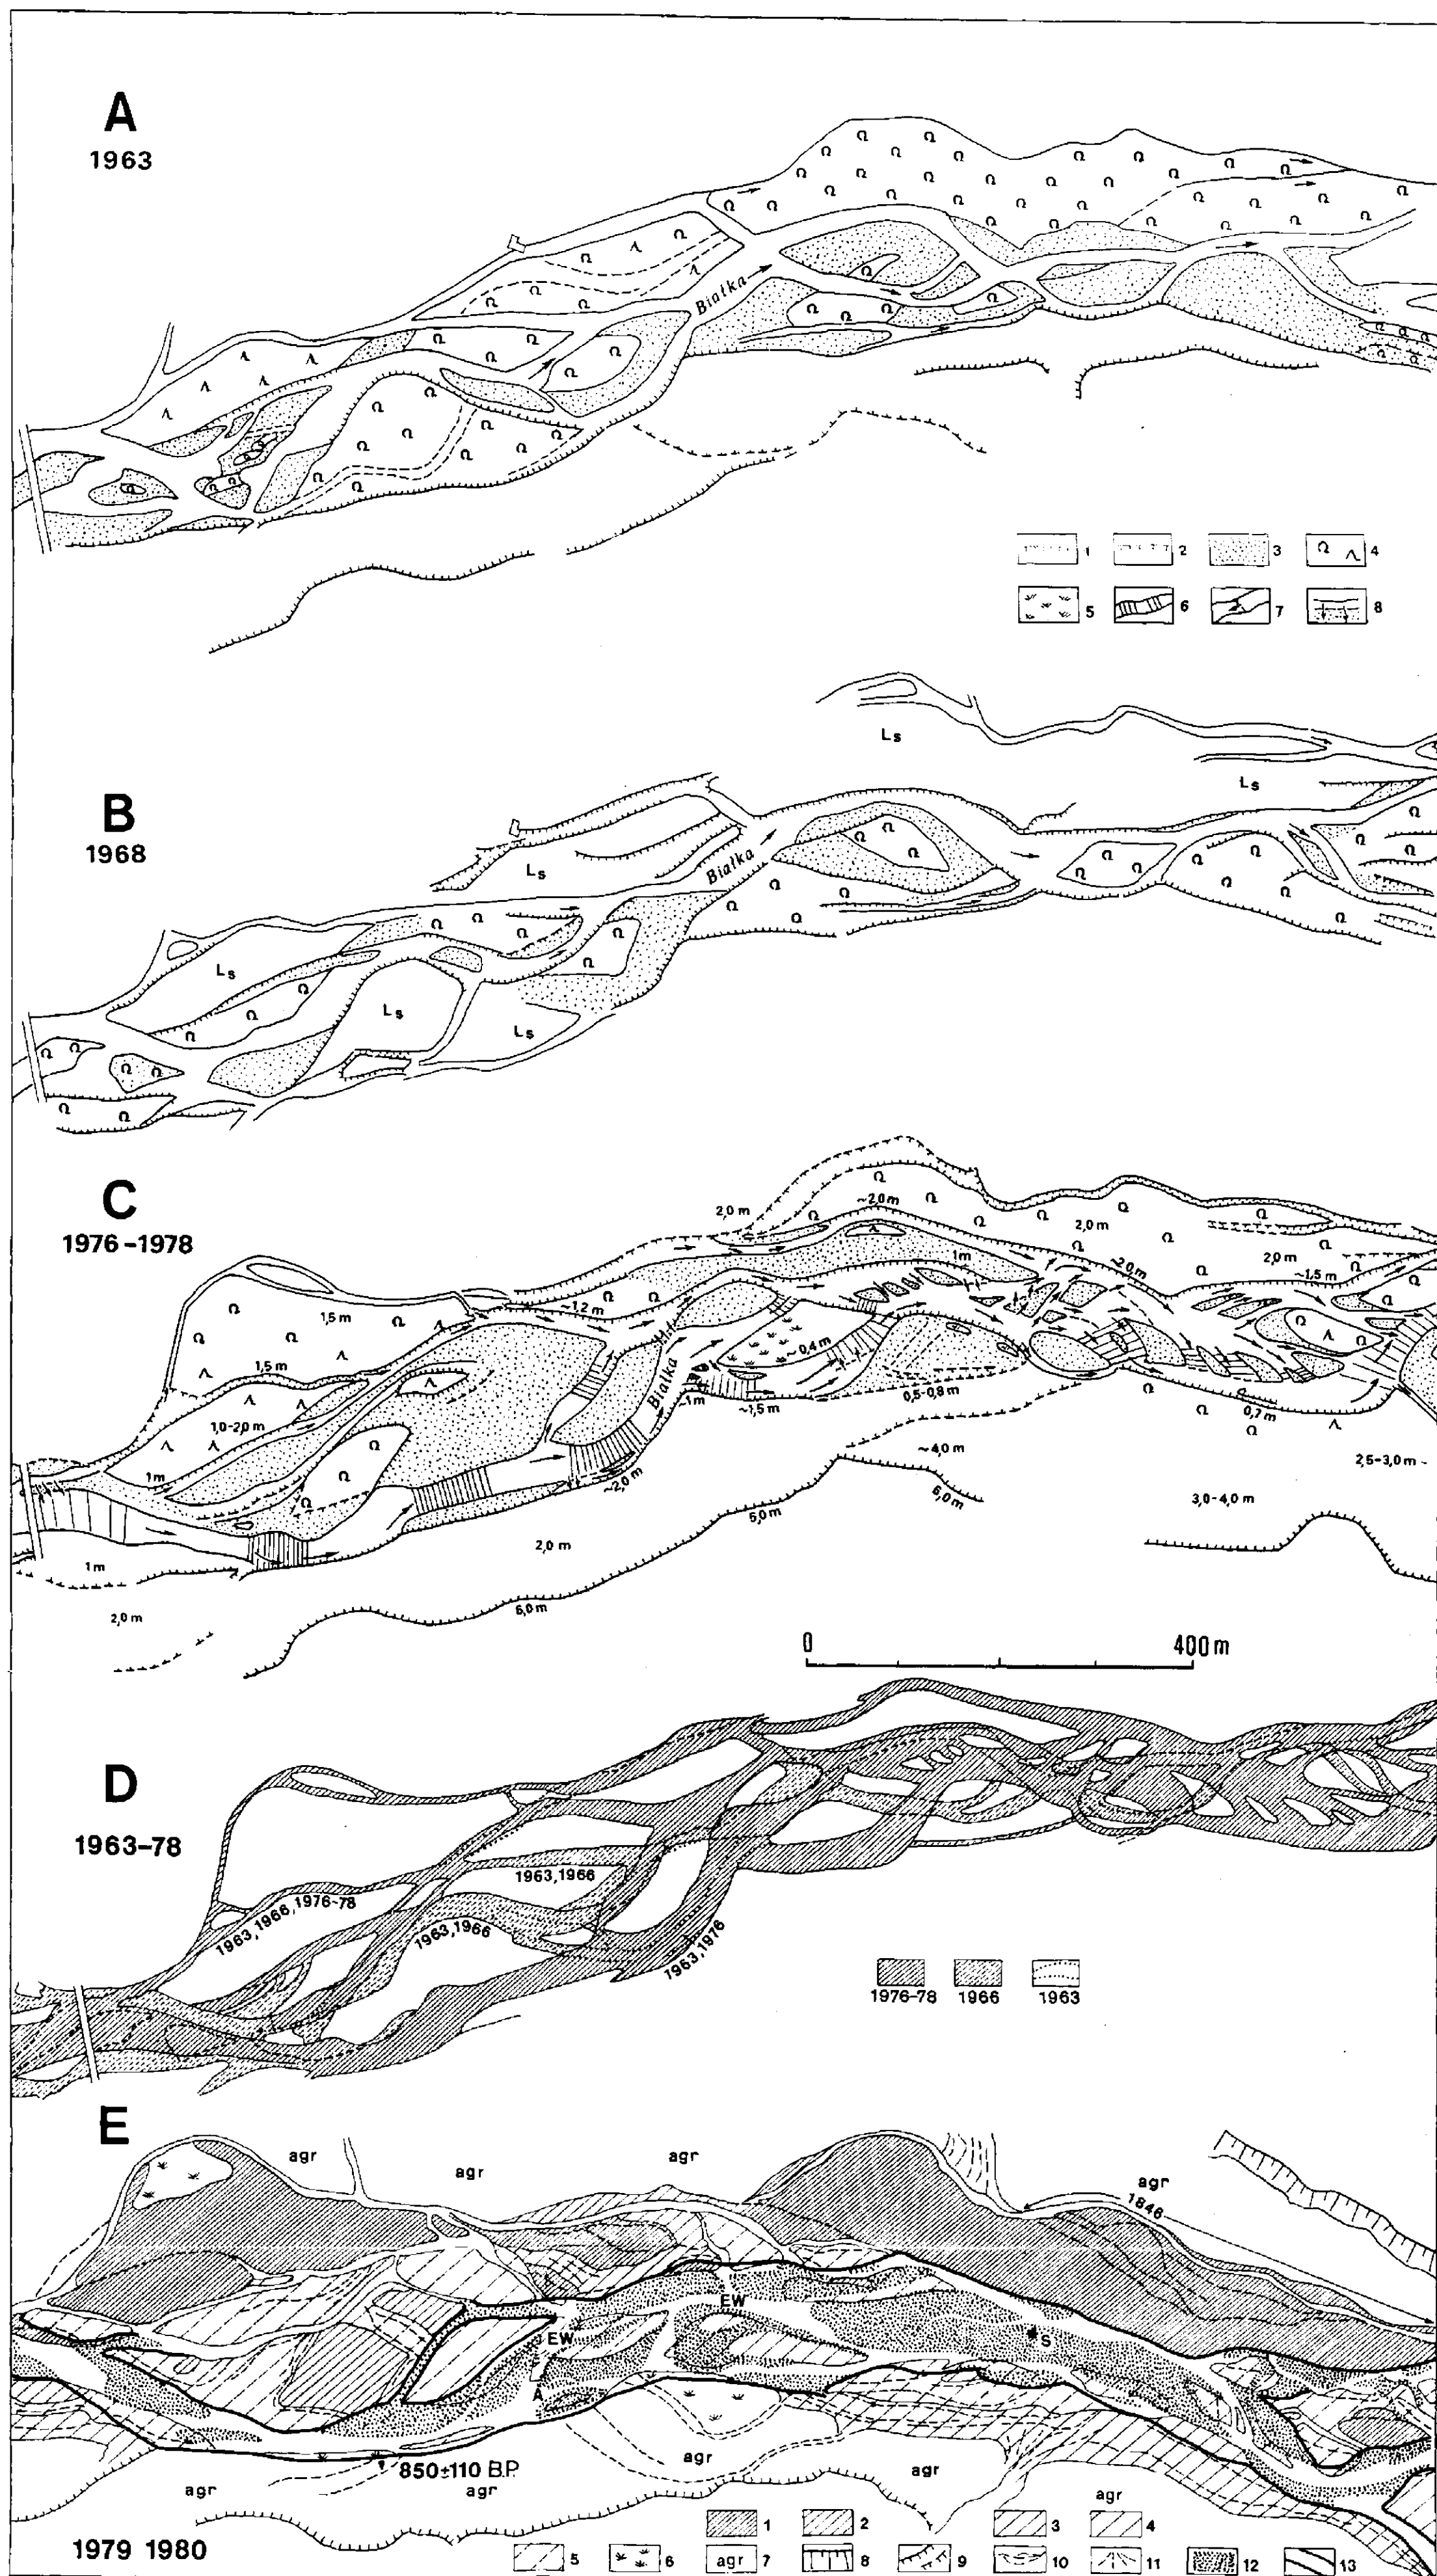 A
1963
Białka
1 2 3 4
5 6 7 8
Ls
Ls
B
1968
Białka
Ls
Ls
Ls
Ls
C
1976-1978
2,0 m
~2,0 m
2,0 m
1m
~2,0m
2,0 m
~1,5 m
1,5 m
~1,2 m
1,5 m
~0,4m
Białka
1,0-2,0 m
~1m
~1,5 m
0,5-0,8 m
0,7 m
1m
~4,0 m
2,5-3,0 m -
~2,0 m
6,0 m
3,0-4,0 m
5,0m
2,0 m
1m
6,0 m
2,0 m
0 400 m
D
1963-78
1963,1966
1963,1966,1976-78
1963,1966
1963,1976
1976-78 1966 1963
E
agr
agr
agr
agr
1846
EW
EW
S
A
850±110 B.P.
agr
agr
agr
agr
agr
1 2 3 4
1979 1980
5 6 agr 7 8 9 10 11 12 13